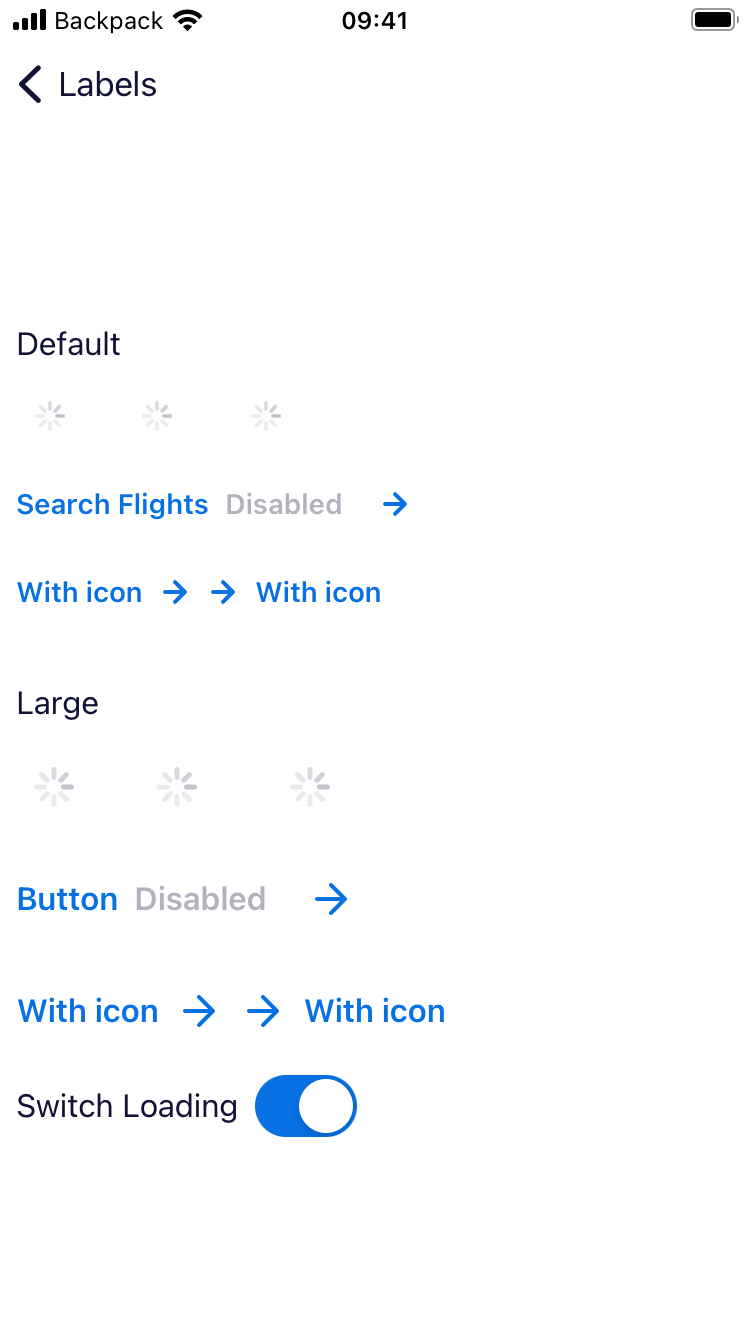 Backpack 09:41
Labels
Default
Search Flights Disabled
With icon With icon
Large
Button Disabled
With icon With icon
Switch Loading